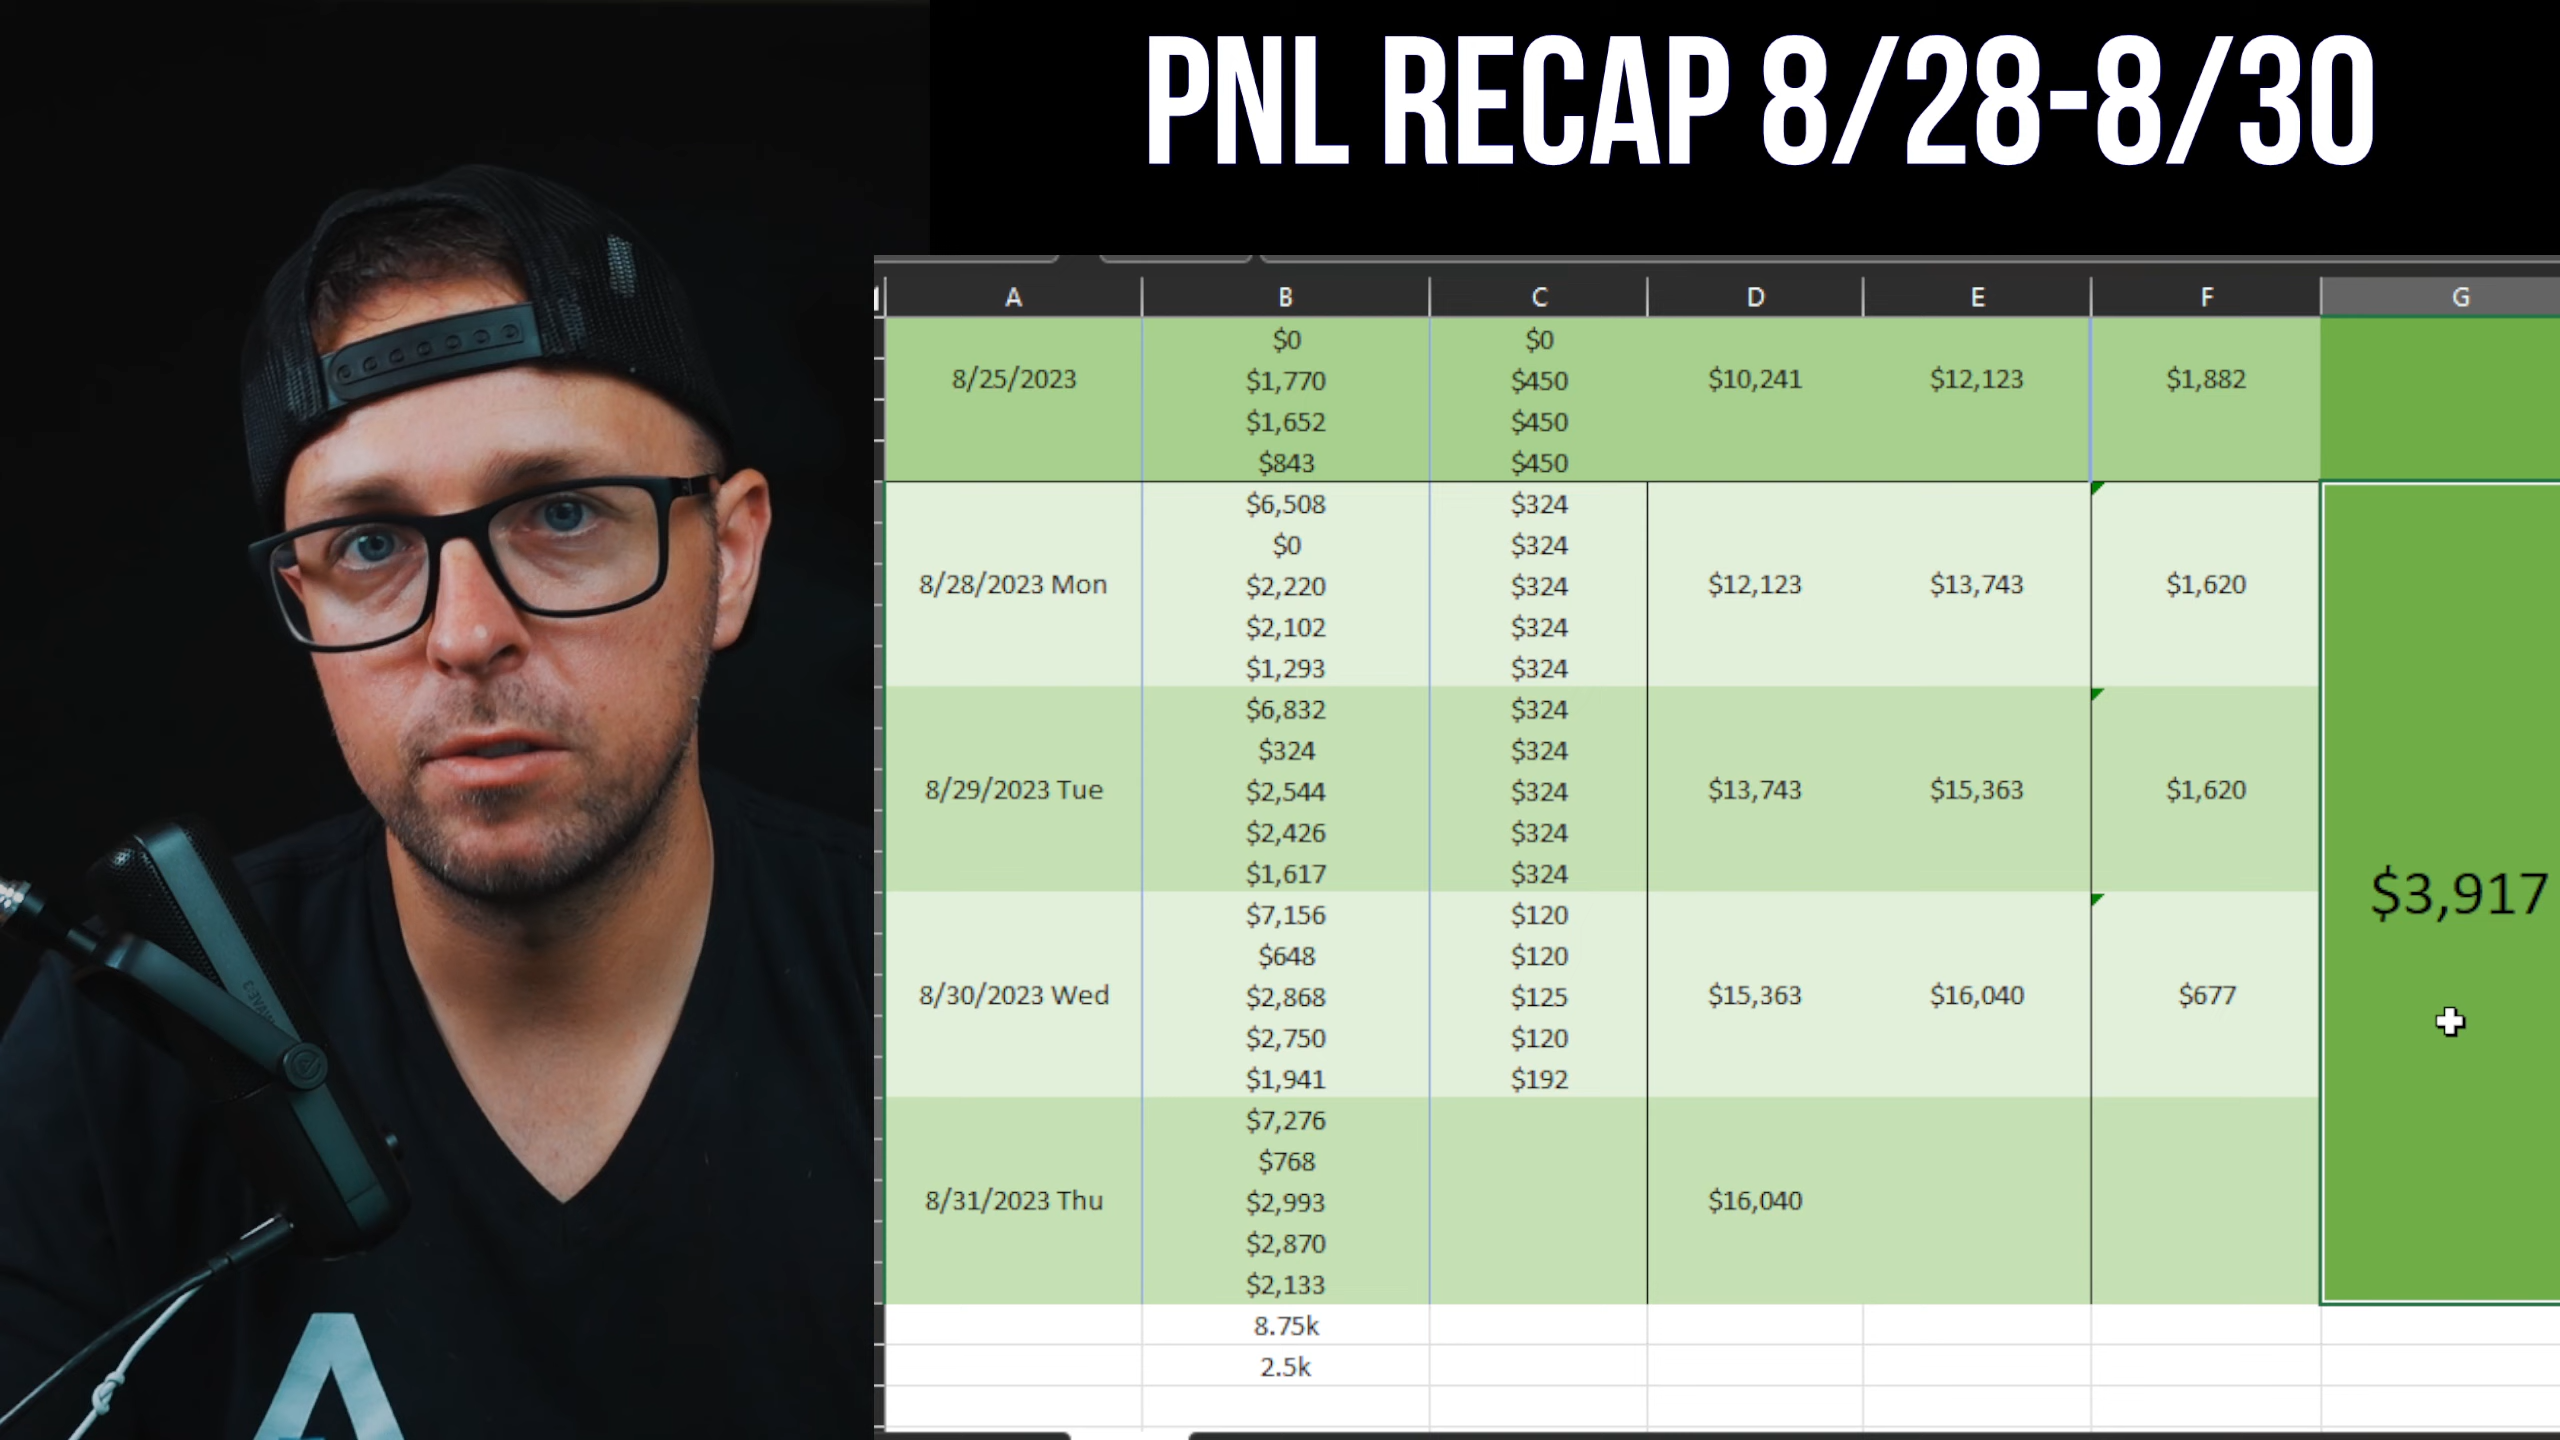 PNL RECAP 8/28-8/30
A B C D E F G
$0 $0
8/25/2023 $1,770 $450 $10,241 $12,123 $1,882
$1,652 $450
$843 $450
$6,508 $324
$0 $324
8/28/2023 Mon $2,220 $324 $12,123 $13,743 $1,620
$2,102 $324
$1,293 $324
$6,832 $324
$324 $324
8/29/2023 Tue $2,544 $324 $13,743 $15,363 $1,620
$2,426 $324
$1,617 $324
$3,917
$7,156 $120
$648 $120
8/30/2023 Wed $2,868 $125 $15,363 $16,040 $677
$2,750 $120
$1,941 $192
$7,276
$768
8/31/2023 Thu $2,993 $16,040
$2,870
$2,133
8.75k
2.5k